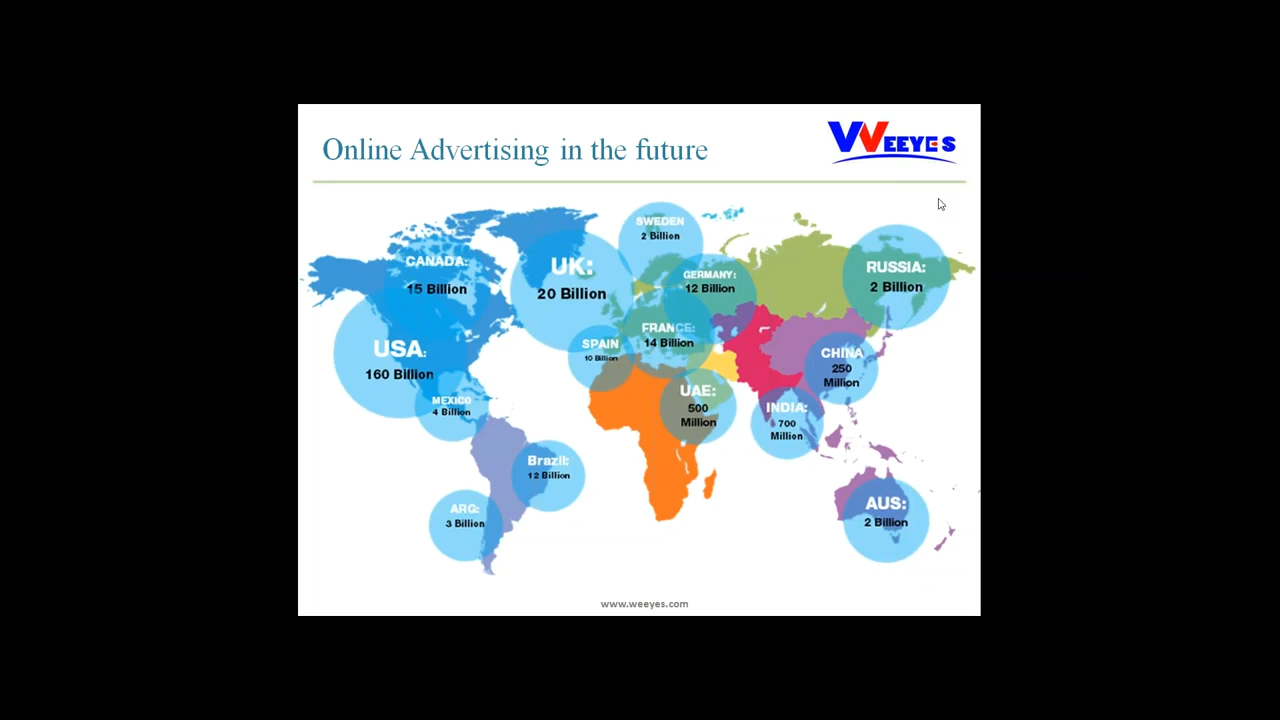 Online Advertising in the future
WEEYES
SWEDEN
2 Billion
CANADA:
15 Billion
UK:
20 Billion
GERMANY:
12 Billion
RUSSIA:
2 Billion
USA:
160 Billion
SPAIN
10 Billion
FRANCE:
14 Billion
CHINA
250
Million
MEXICO
4 Billion
UAE:
500
Million
INDIA:
700
Million
Brazil:
12 Billion
ARG:
3 Billion
AUS:
2 Billion
www.weeyes.com